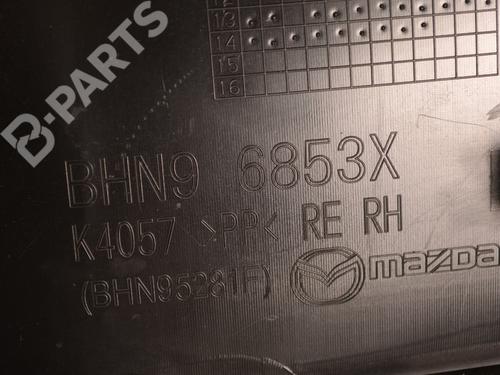 B-PARTS
13
14
15
16
BHN9 6853X
K4057 >PP< RE RH
(BHN95281F)
mazda